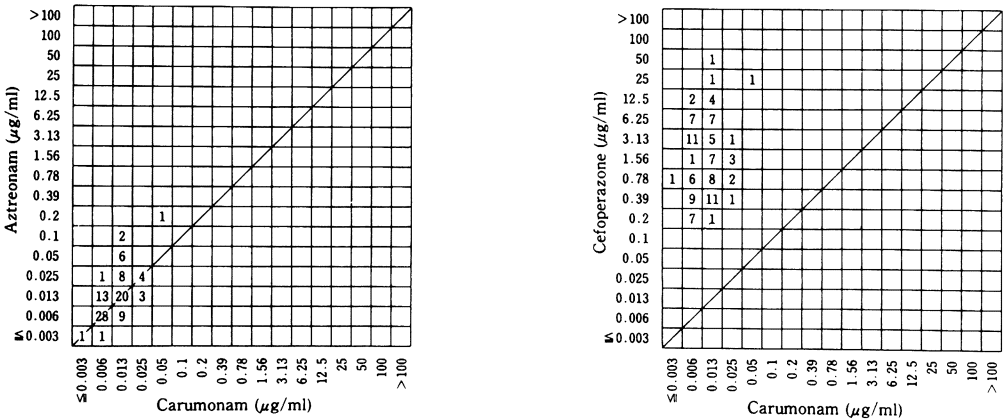 >100
100
50
25
12.5
6.25
3.13
1.56
0.78
0.39
0.2 1
0.1 2
0.05 6
0.025 1 8 4
0.013 13 20 3
0.006 28 9
≦0.003 1 1
Aztreonam (μg/ml)
≦0.003 0.006 0.013 0.025 0.05 0.1 0.2 0.39 0.78 1.56 3.13 6.25 12.5 25 50 100 >100
Carumonam (μg/ml)
>100
100
50 1
25 1 1
12.5 2 4
6.25 7 7
3.13 11 5 1
1.56 1 7 3
0.78 1 6 8 2
0.39 9 11 1
0.2 7 1
0.1
0.05
0.025
0.013
0.006
≦0.003
Cefoperazone (μg/ml)
≦0.003 0.006 0.013 0.025 0.05 0.1 0.2 0.39 0.78 1.56 3.13 6.25 12.5 25 50 100 >100
Carumonam (μg/ml)